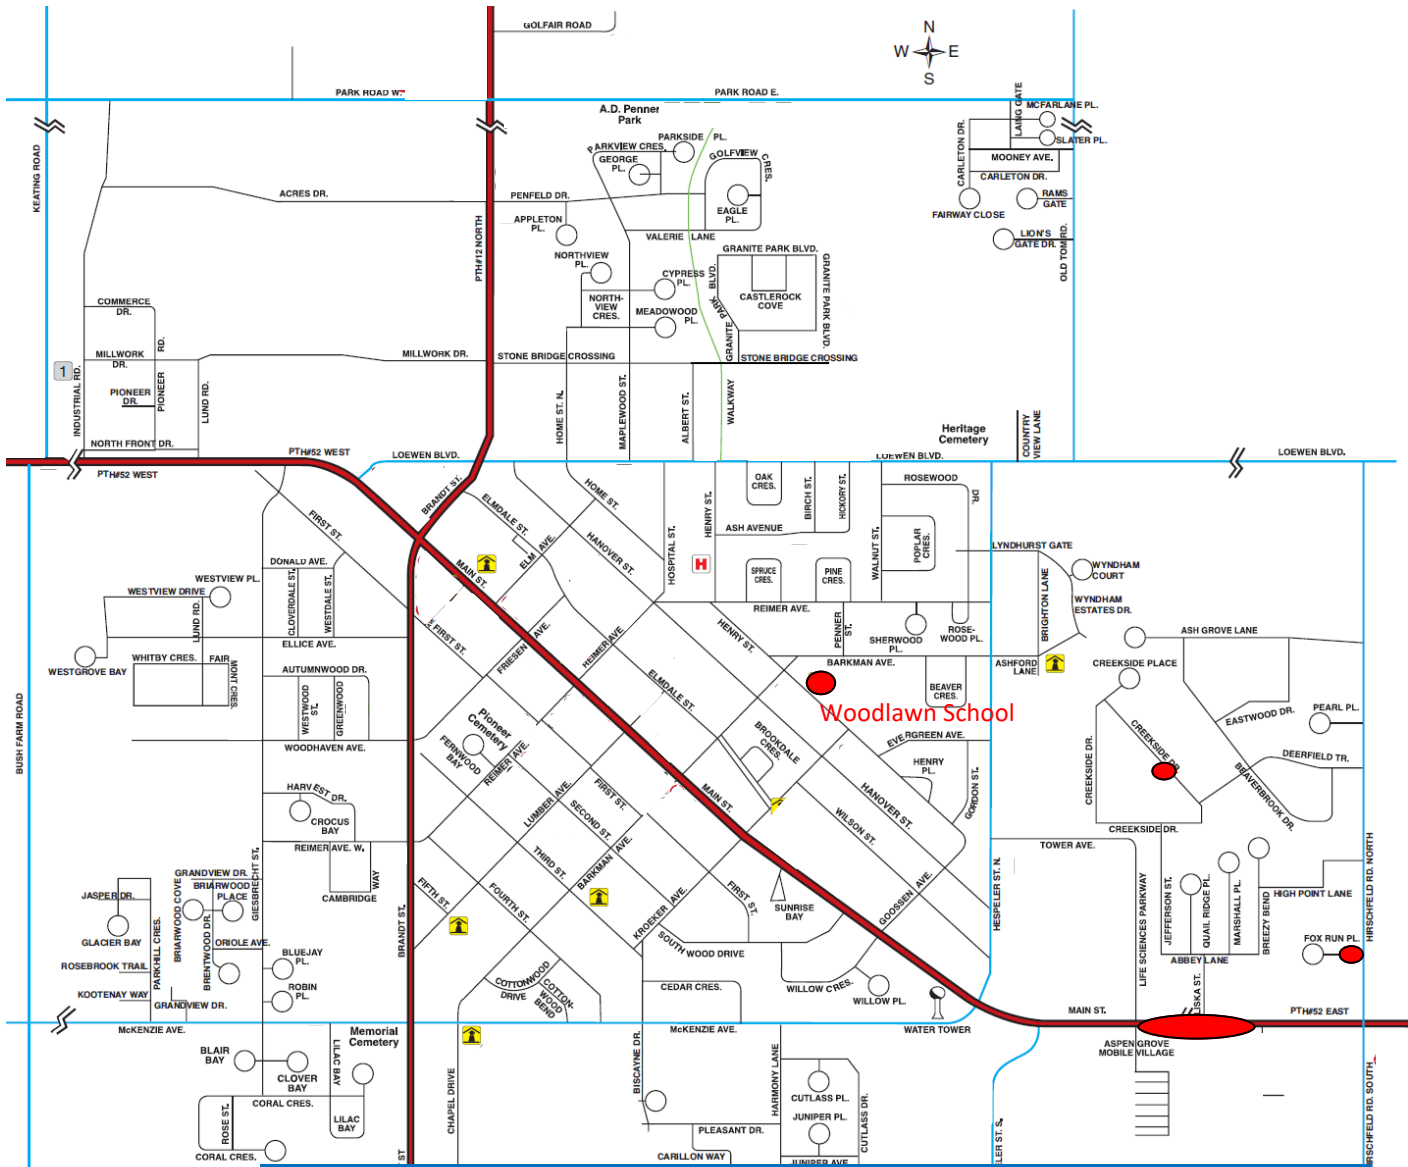 GOLFAIR ROAD
N
W E
S
PARK ROAD W.
PARK ROAD E.
A.D. Penner
Park
LAING GATE
MCFARLANE PL.
SLATER PL.
CARLETON DR.
MOONEY AVE.
CARLETON DR.
RAMS
GATE
FAIRWAY CLOSE
LION'S
GATE DR.
OLD TOM RD.
KEATING ROAD
PARKSIDE PL.
PARKVIEW CRES.
GEORGE
PL.
GOLFVIEW
CRES.
EAGLE
PL.
ACRES DR.
PENFELD DR.
APPLETON
PL.
VALERIE LANE
PTH#12 NORTH
NORTHVIEW
PL.
NORTH-
VIEW
CRES.
CYPRESS
PL.
MEADOWOOD
PL.
GRANITE PARK BLVD.
GRANITE PARK BLVD.
GRANITE PARK BLVD.
CASTLEROCK
COVE
COMMERCE
DR.
MILLWORK
DR.
PIONEER RD.
PIONEER
DR.
LUND RD.
INDUSTRIAL RD.
NORTH FRONT DR.
1
MILLWORK DR.
STONE BRIDGE CROSSING
STONE BRIDGE CROSSING
HOME ST. N.
MAPLEWOOD ST.
ALBERT ST.
WALKWAY
Heritage
Cemetery
COUNTRY
VIEW LANE
PTH#52 WEST
PTH#52 WEST
LOEWEN BLVD.
LOEWEN BLVD.
LOEWEN BLVD.
BRANDT ST.
ELMDALE ST.
HOME ST.
HANOVER ST.
ELM AVE.
MAIN ST.
FIRST ST.
HOSPITAL ST.
HENRY ST.
H
OAK
CRES.
BIRCH ST.
HICKORY ST.
ASH AVENUE
SPRUCE
CRES.
PINE
CRES.
WALNUT ST.
ROSEWOOD
DR.
POPLAR
CRES.
LYNDHURST GATE
WYNDHAM
COURT
WYNDHAM
ESTATES DR.
BRIGHTON LANE
REIMER AVE.
PENNER
ST.
SHERWOOD
PL.
ROSE-
WOOD PL.
HENRY ST.
BARKMAN AVE.
ASHFORD
LANE
BEAVER
CRES.
Woodlawn School
ASH GROVE LANE
CREEKSIDE PLACE
CREEKSIDE DR.
CREEKSIDE DR.
CREEKSIDE DR.
EASTWOOD DR.
PEARL PL.
DEERFIELD TR.
BEAVERBROOK DR.
DONALD AVE.
CLOVERDALE ST.
WESTDALE ST.
WESTVIEW PL.
WESTVIEW DRIVE
LUND RD.
ELLICE AVE.
WESTGROVE BAY
WHITBY CRES.
FAIR
MONT CRES.
AUTUMNWOOD DR.
WESTWOOD
ST.
GREENWOOD
WOODHAVEN AVE.
BUSH FARM ROAD
FIRST ST.
FRIESEN AVE.
REIMER AVE.
ELMDALE ST.
Pioneer
Cemetery
FERNWOOD
BAY
REIMER AVE.
BROOKDALE
CRES.
EVERGREEN AVE.
HENRY
PL.
GORDON ST.
HANOVER ST.
WILSON ST.
MAIN ST.
FIRST ST.
SECOND ST.
LUMBER AVE.
THIRD ST.
BARKMAN AVE.
FOURTH ST.
FIFTH ST.
KROEKER AVE.
FIRST ST.
SUNRISE
BAY
GOOSSEN AVE.
HESPELER ST. N.
HARVEST DR.
CROCUS
BAY
REIMER AVE. W.
CAMBRIDGE
WAY
GIESBRECHT ST.
BRANDT ST.
GRANDVIEW DR.
BRIARWOOD
PLACE
BRIARWOOD COVE
BRENTWOOD DR.
ORIOLE AVE.
JASPER DR.
GLACIER BAY
ROSEBROOK TRAIL
KOOTENAY WAY
PARKHILL CRES.
GRANDVIEW DR.
BLUEJAY
PL.
ROBIN
PL.
McKENZIE AVE.
Memorial
Cemetery
SOUTH WOOD DRIVE
COTTONWOOD
DRIVE
COTTON-
WOOD
BEND
CEDAR CRES.
WILLOW CRES.
WILLOW PL.
WATER TOWER
McKENZIE AVE.
TOWER AVE.
LIFE SCIENCES PARKWAY
JEFFERSON ST.
QUAIL RIDGE PL.
MARSHALL PL.
BREEZY BEND
HIGH POINT LANE
FOX RUN PL.
ABBEY LANE
LISKA ST.
HIRSCHFELD RD. NORTH
MAIN ST.
PTH#52 EAST
ASPEN GROVE
MOBILE VILLAGE
BLAIR
BAY
CLOVER
BAY
LILAC BAY
LILAC
BAY
CORAL CRES.
ROSE ST.
CORAL CRES.
CHAPEL DRIVE
BISCAYNE DR.
HARMONY LANE
CUTLASS PL.
JUNIPER PL.
CUTLASS DR.
PLEASANT DR.
CARILLON WAY
JUNIPER AVE.